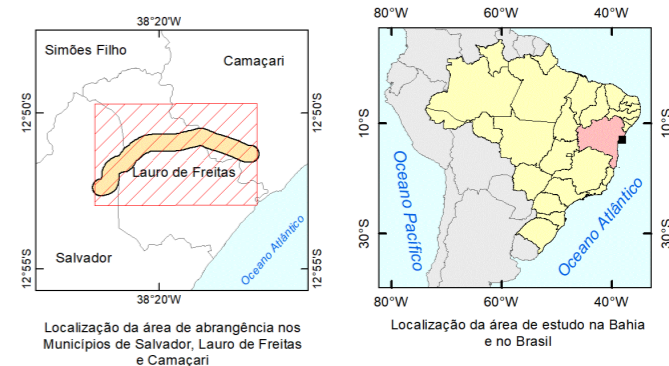 38°20'W
Simões Filho
Camaçari
12°50'S
12°50'S
Lauro de Freitas
Salvador
Oceano Atlântico
12°55'S
12°55'S
38°20'W
Localização da área de abrangência nos
Municípios de Salvador, Lauro de Freitas
e Camaçari
80°W
60°W
40°W
10°S
10°S
Oceano Pacífico
Oceano Atlântico
30°S
30°S
80°W
60°W
40°W
Localização da área de estudo na Bahia
e no Brasil